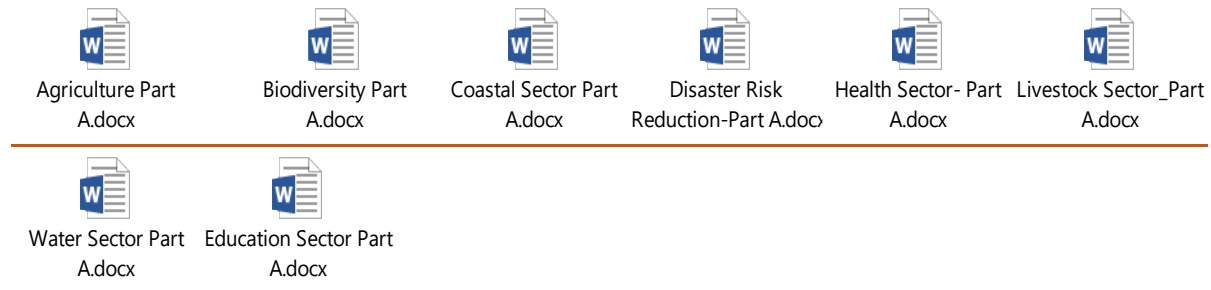 Agriculture Part
A.docx
Biodiversity Part
A.docx
Coastal Sector Part
A.docx
Disaster Risk
Reduction-Part A.docx
Health Sector- Part
A.docx
Livestock Sector_Part
A.docx
Water Sector Part
A.docx
Education Sector Part
A.docx